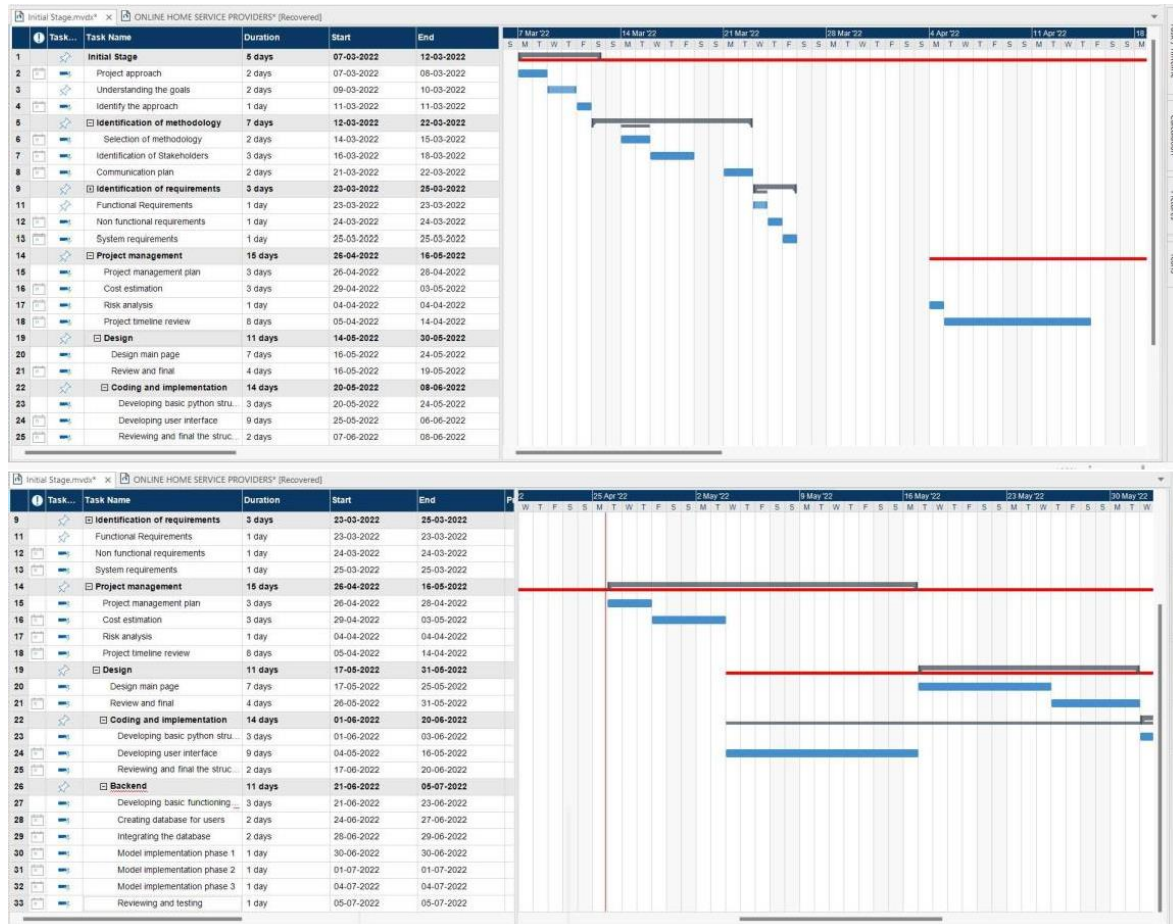 Initial Stage.mvdx* × ONLINE HOME SERVICE PROVIDERS* [Recovered]
Task... Task Name Duration Start End 7 Mar'22 14 Mar'22 21 Mar'22 28 Mar'22 4 Apr'22 11 Apr'22 18
S M T W T F S S M T W T F S S M T W T F S S M T W T F S S M T W T F S S M T W T F S S M
1 Initial Stage 5 days 07-03-2022 12-03-2022
2 Project approach 2 days 07-03-2022 08-03-2022
3 Understanding the goals 2 days 09-03-2022 10-03-2022
4 Identify the approach 1 day 11-03-2022 11-03-2022
5 Identification of methodology 7 days 12-03-2022 22-03-2022
6 Selection of methodology 2 days 14-03-2022 15-03-2022
7 Identification of Stakeholders 3 days 16-03-2022 18-03-2022
8 Communication plan 2 days 21-03-2022 22-03-2022
9 Identification of requirements 3 days 23-03-2022 25-03-2022
11 Functional Requirements 1 day 23-03-2022 23-03-2022
12 Non functional requirements 1 day 24-03-2022 24-03-2022
13 System requirements 1 day 25-03-2022 25-03-2022
14 Project management 15 days 26-04-2022 16-05-2022
15 Project management plan 3 days 26-04-2022 28-04-2022
16 Cost estimation 3 days 29-04-2022 03-05-2022
17 Risk analysis 1 day 04-04-2022 04-04-2022
18 Project timeline review 8 days 05-04-2022 14-04-2022
19 Design 11 days 14-05-2022 30-05-2022
20 Design main page 7 days 16-05-2022 24-05-2022
21 Review and final 4 days 16-05-2022 19-05-2022
22 Coding and implementation 14 days 20-05-2022 08-06-2022
23 Developing basic python stru... 3 days 20-05-2022 24-05-2022
24 Developing user interface 9 days 25-05-2022 06-06-2022
25 Reviewing and final the struc... 2 days 07-06-2022 08-06-2022
Initial Stage.mvdx* × ONLINE HOME SERVICE PROVIDERS* [Recovered]
Task... Task Name Duration Start End 25 Apr'22 2 May'22 9 May'22 16 May'22 23 May'22 30 May'22
W T F S S M T W T F S S M T W T F S S M T W T F S S M T W T F S S M T W T F S S M T W
9 Identification of requirements 3 days 23-03-2022 25-03-2022
11 Functional Requirements 1 day 23-03-2022 23-03-2022
12 Non functional requirements 1 day 24-03-2022 24-03-2022
13 System requirements 1 day 25-03-2022 25-03-2022
14 Project management 15 days 26-04-2022 16-05-2022
15 Project management plan 3 days 26-04-2022 28-04-2022
16 Cost estimation 3 days 29-04-2022 03-05-2022
17 Risk analysis 1 day 04-04-2022 04-04-2022
18 Project timeline review 8 days 05-04-2022 14-04-2022
19 Design 11 days 17-05-2022 31-05-2022
20 Design main page 7 days 17-05-2022 25-05-2022
21 Review and final 4 days 26-05-2022 31-05-2022
22 Coding and implementation 14 days 01-06-2022 20-06-2022
23 Developing basic python stru... 3 days 01-06-2022 03-06-2022
24 Developing user interface 9 days 04-05-2022 16-05-2022
25 Reviewing and final the struc... 2 days 17-06-2022 20-06-2022
26 Backend 11 days 21-06-2022 05-07-2022
27 Developing basic functioning... 3 days 21-06-2022 23-06-2022
28 Creating database for users 2 days 24-06-2022 27-06-2022
29 Integrating the database 2 days 28-06-2022 29-06-2022
30 Model implementation phase 1 1 day 30-06-2022 30-06-2022
31 Model implementation phase 2 1 day 01-07-2022 01-07-2022
32 Model implementation phase 3 1 day 04-07-2022 04-07-2022
33 Reviewing and testing 1 day 05-07-2022 05-07-2022